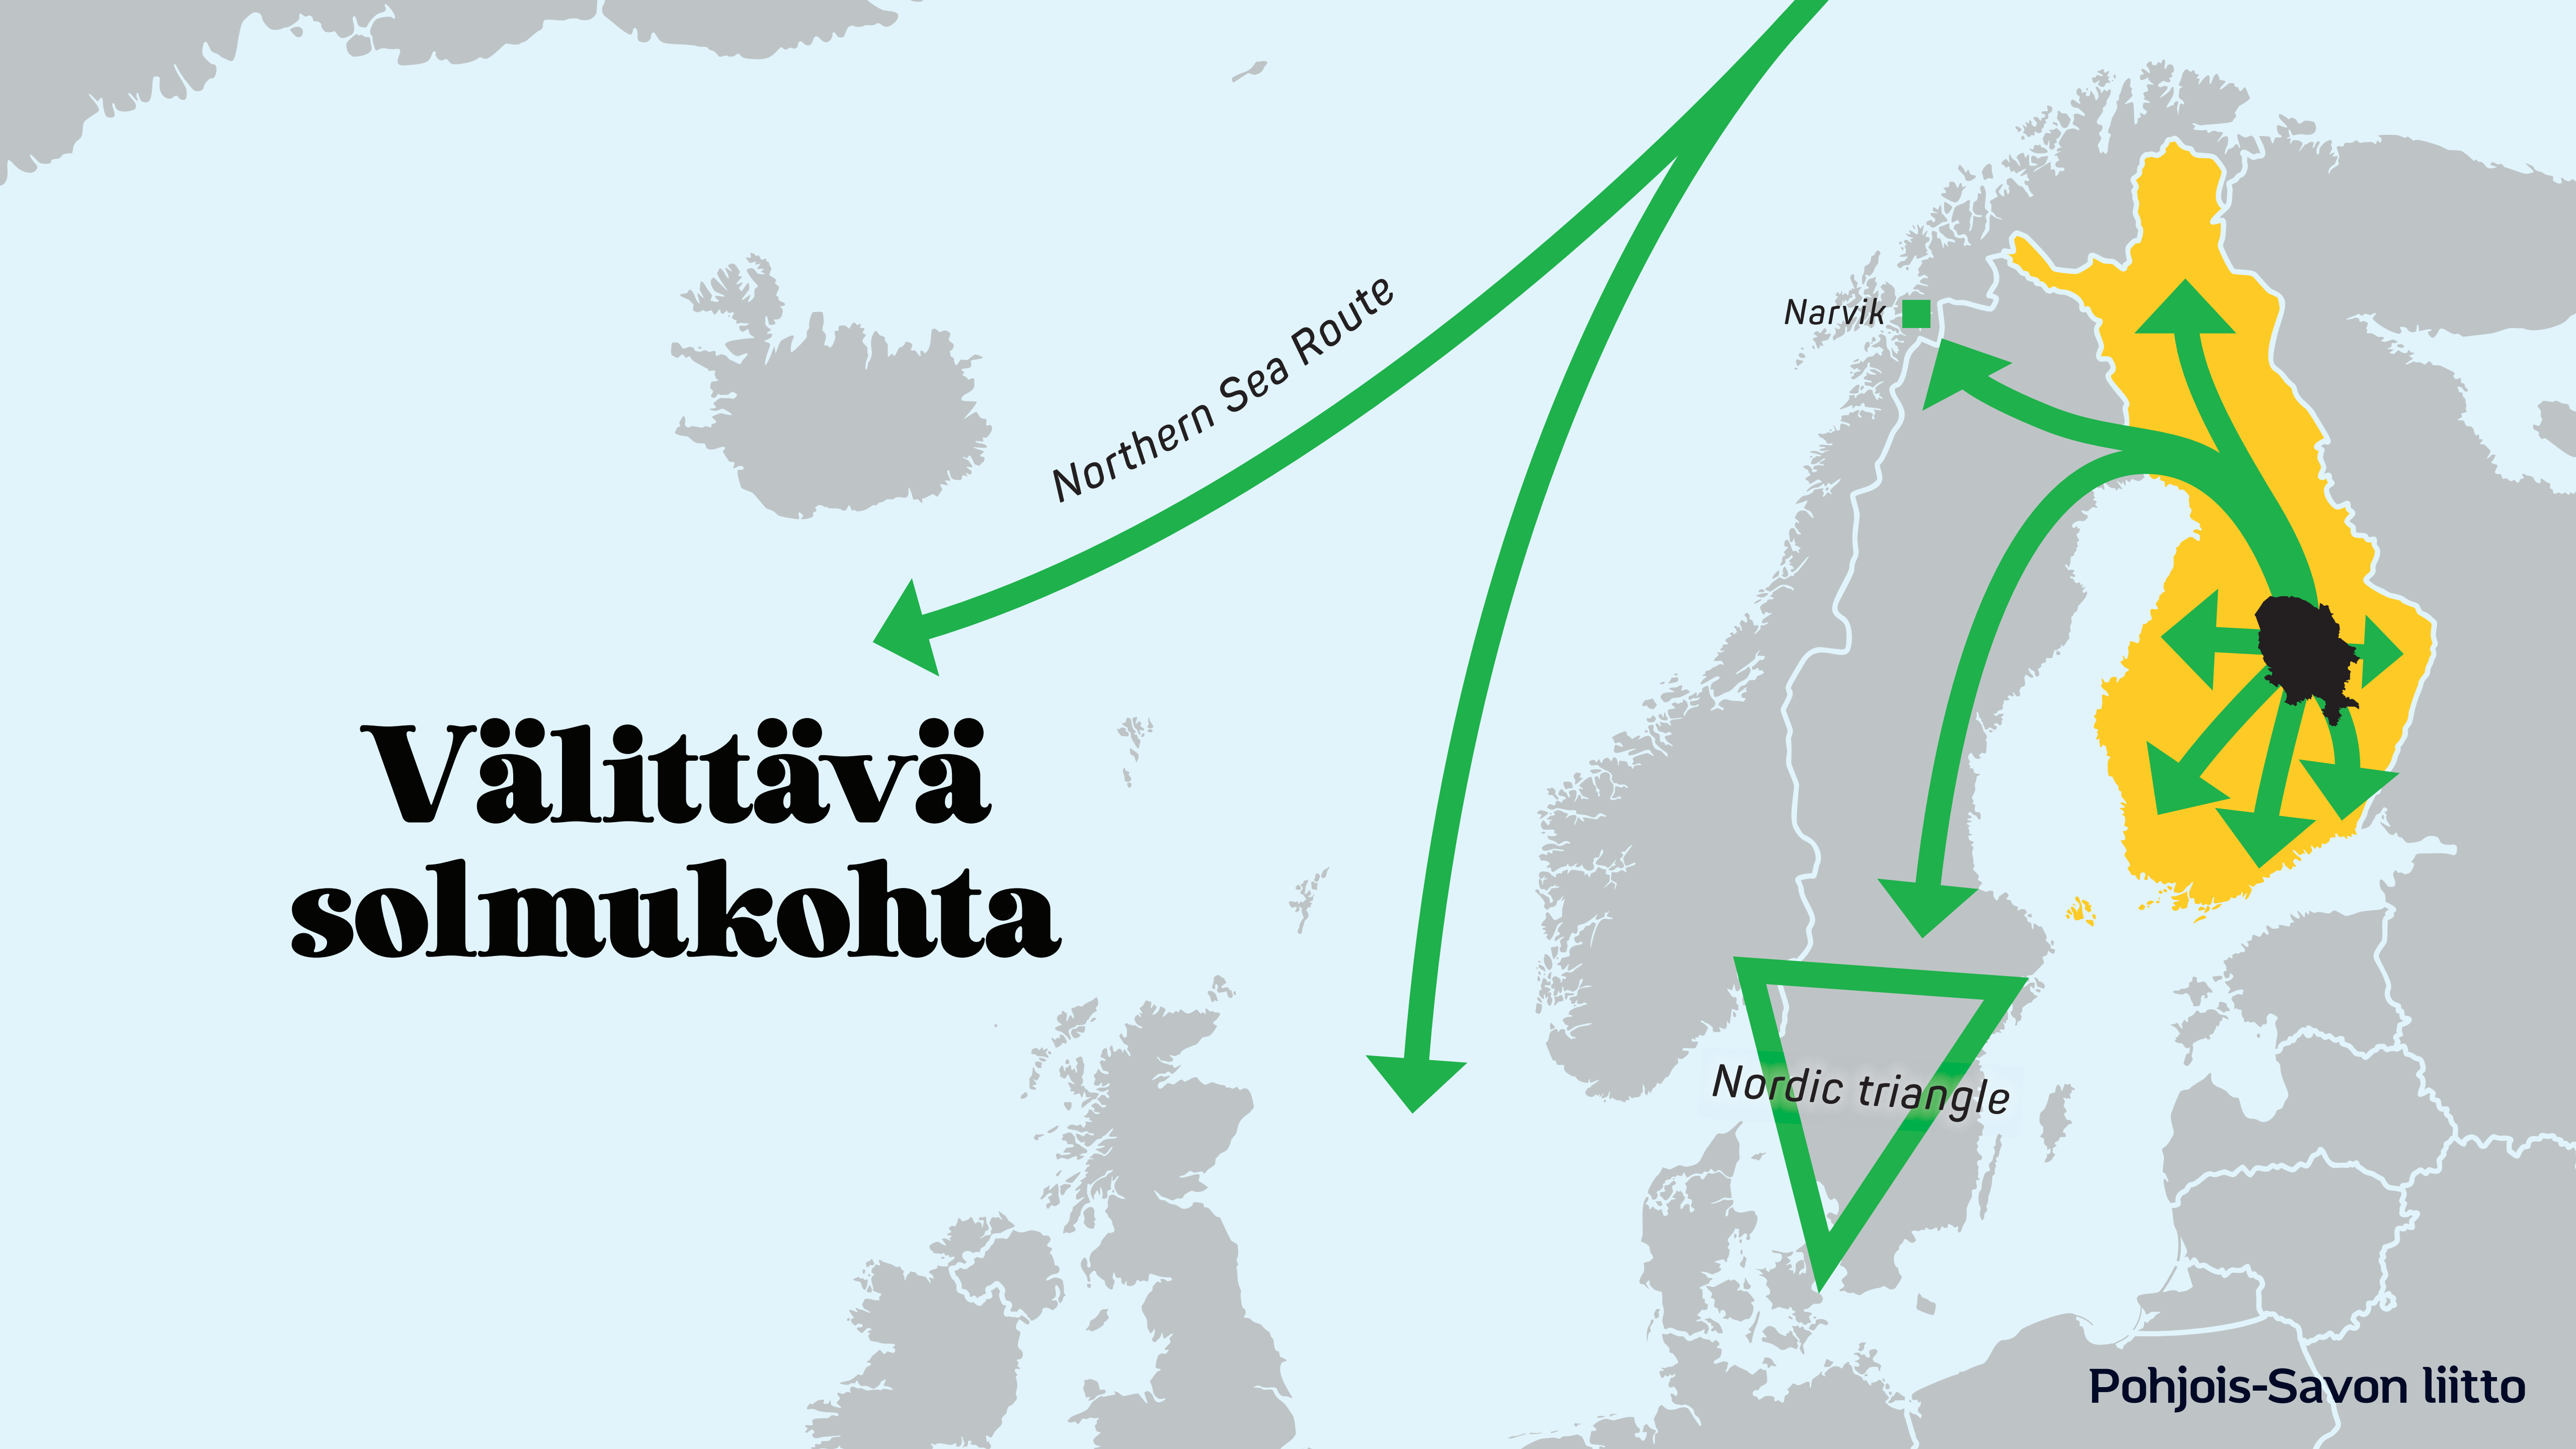 Northern Sea Route
Narvik
Välittävä
solmukohta
Nordic triangle
Pohjois-Savon liitto